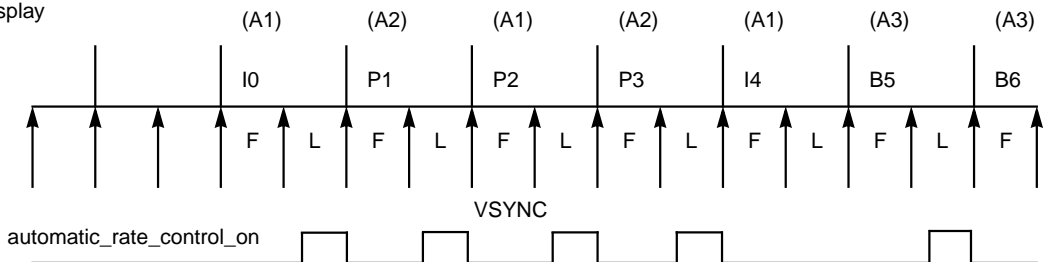 splay
(A1) (A2) (A1) (A2) (A1) (A3) (A3)
I0 P1 P2 P3 I4 B5 B6
F L F L F L F L F L F L F
VSYNC
automatic_rate_control_on